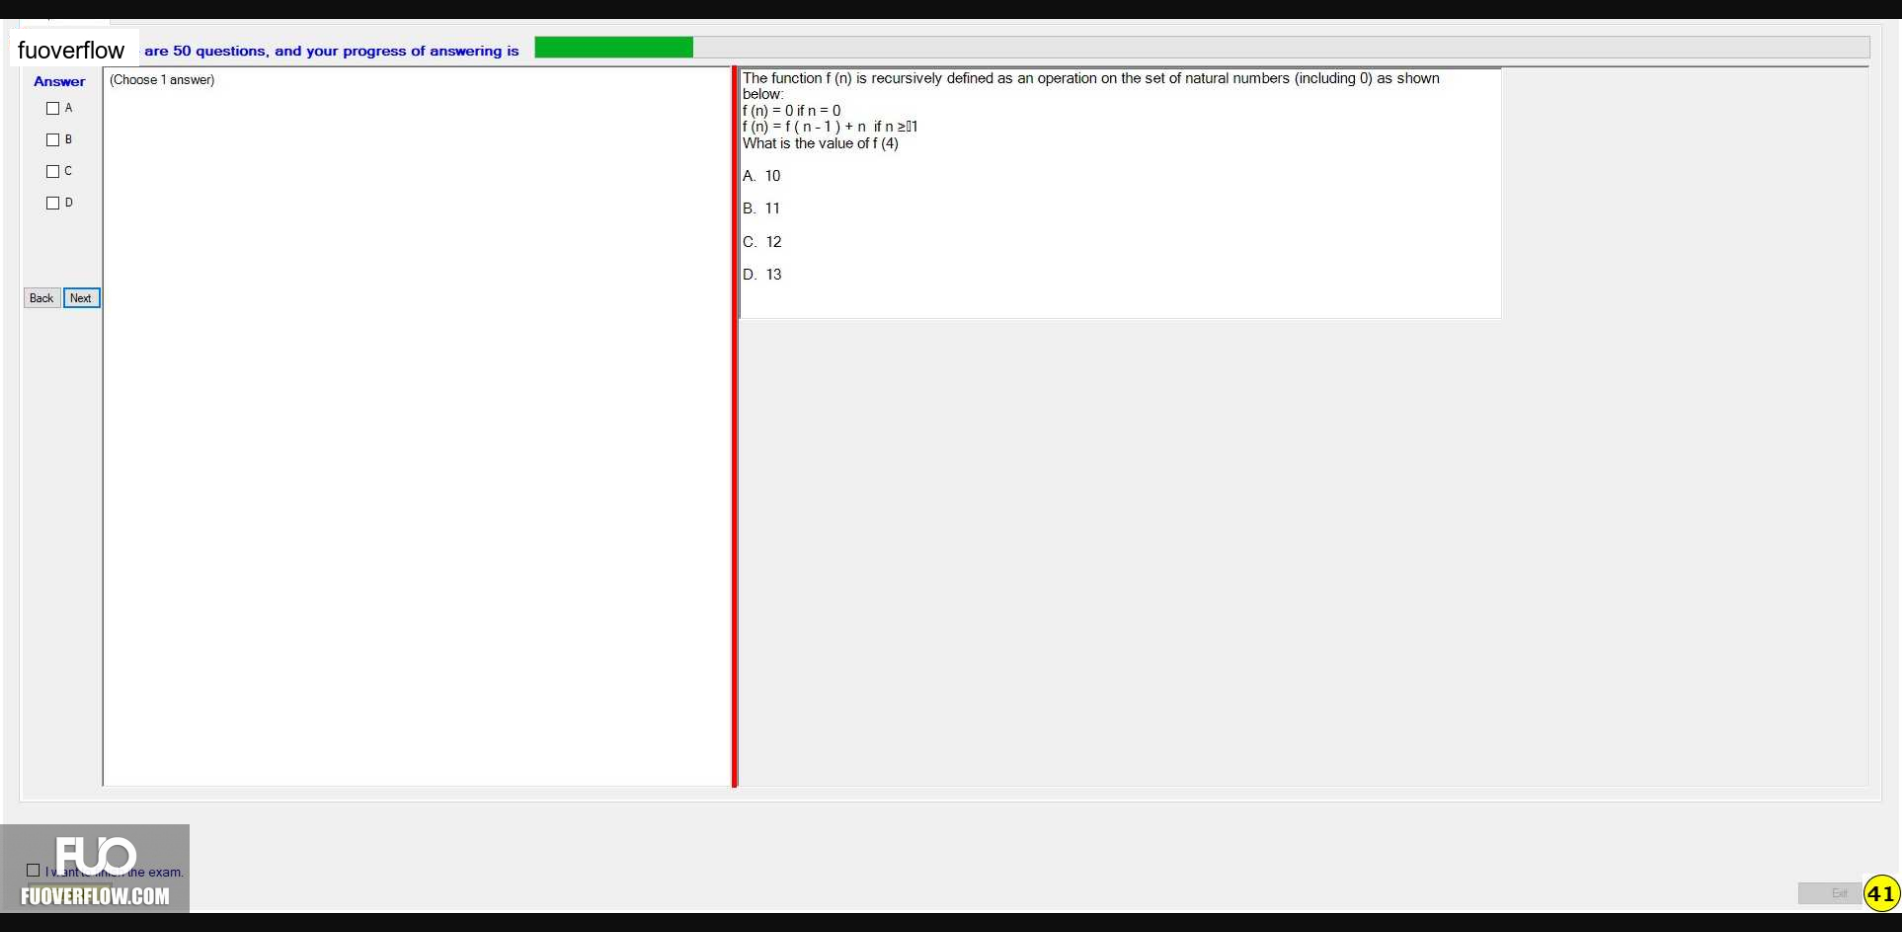 fuoverflow are 50 questions, and your progress of answering is
Answer
(Choose 1 answer)
A
B
C
D
Back Next
The function f (n) is recursively defined as an operation on the set of natural numbers (including 0) as shown
below:
f (n) = 0 if n = 0
f (n) = f ( n - 1 ) + n if n ≥▯1
What is the value of f (4)
A. 10
B. 11
C. 12
D. 13
FUO
I want to finish the exam.
FUOVERFLOW.COM
Exit
41